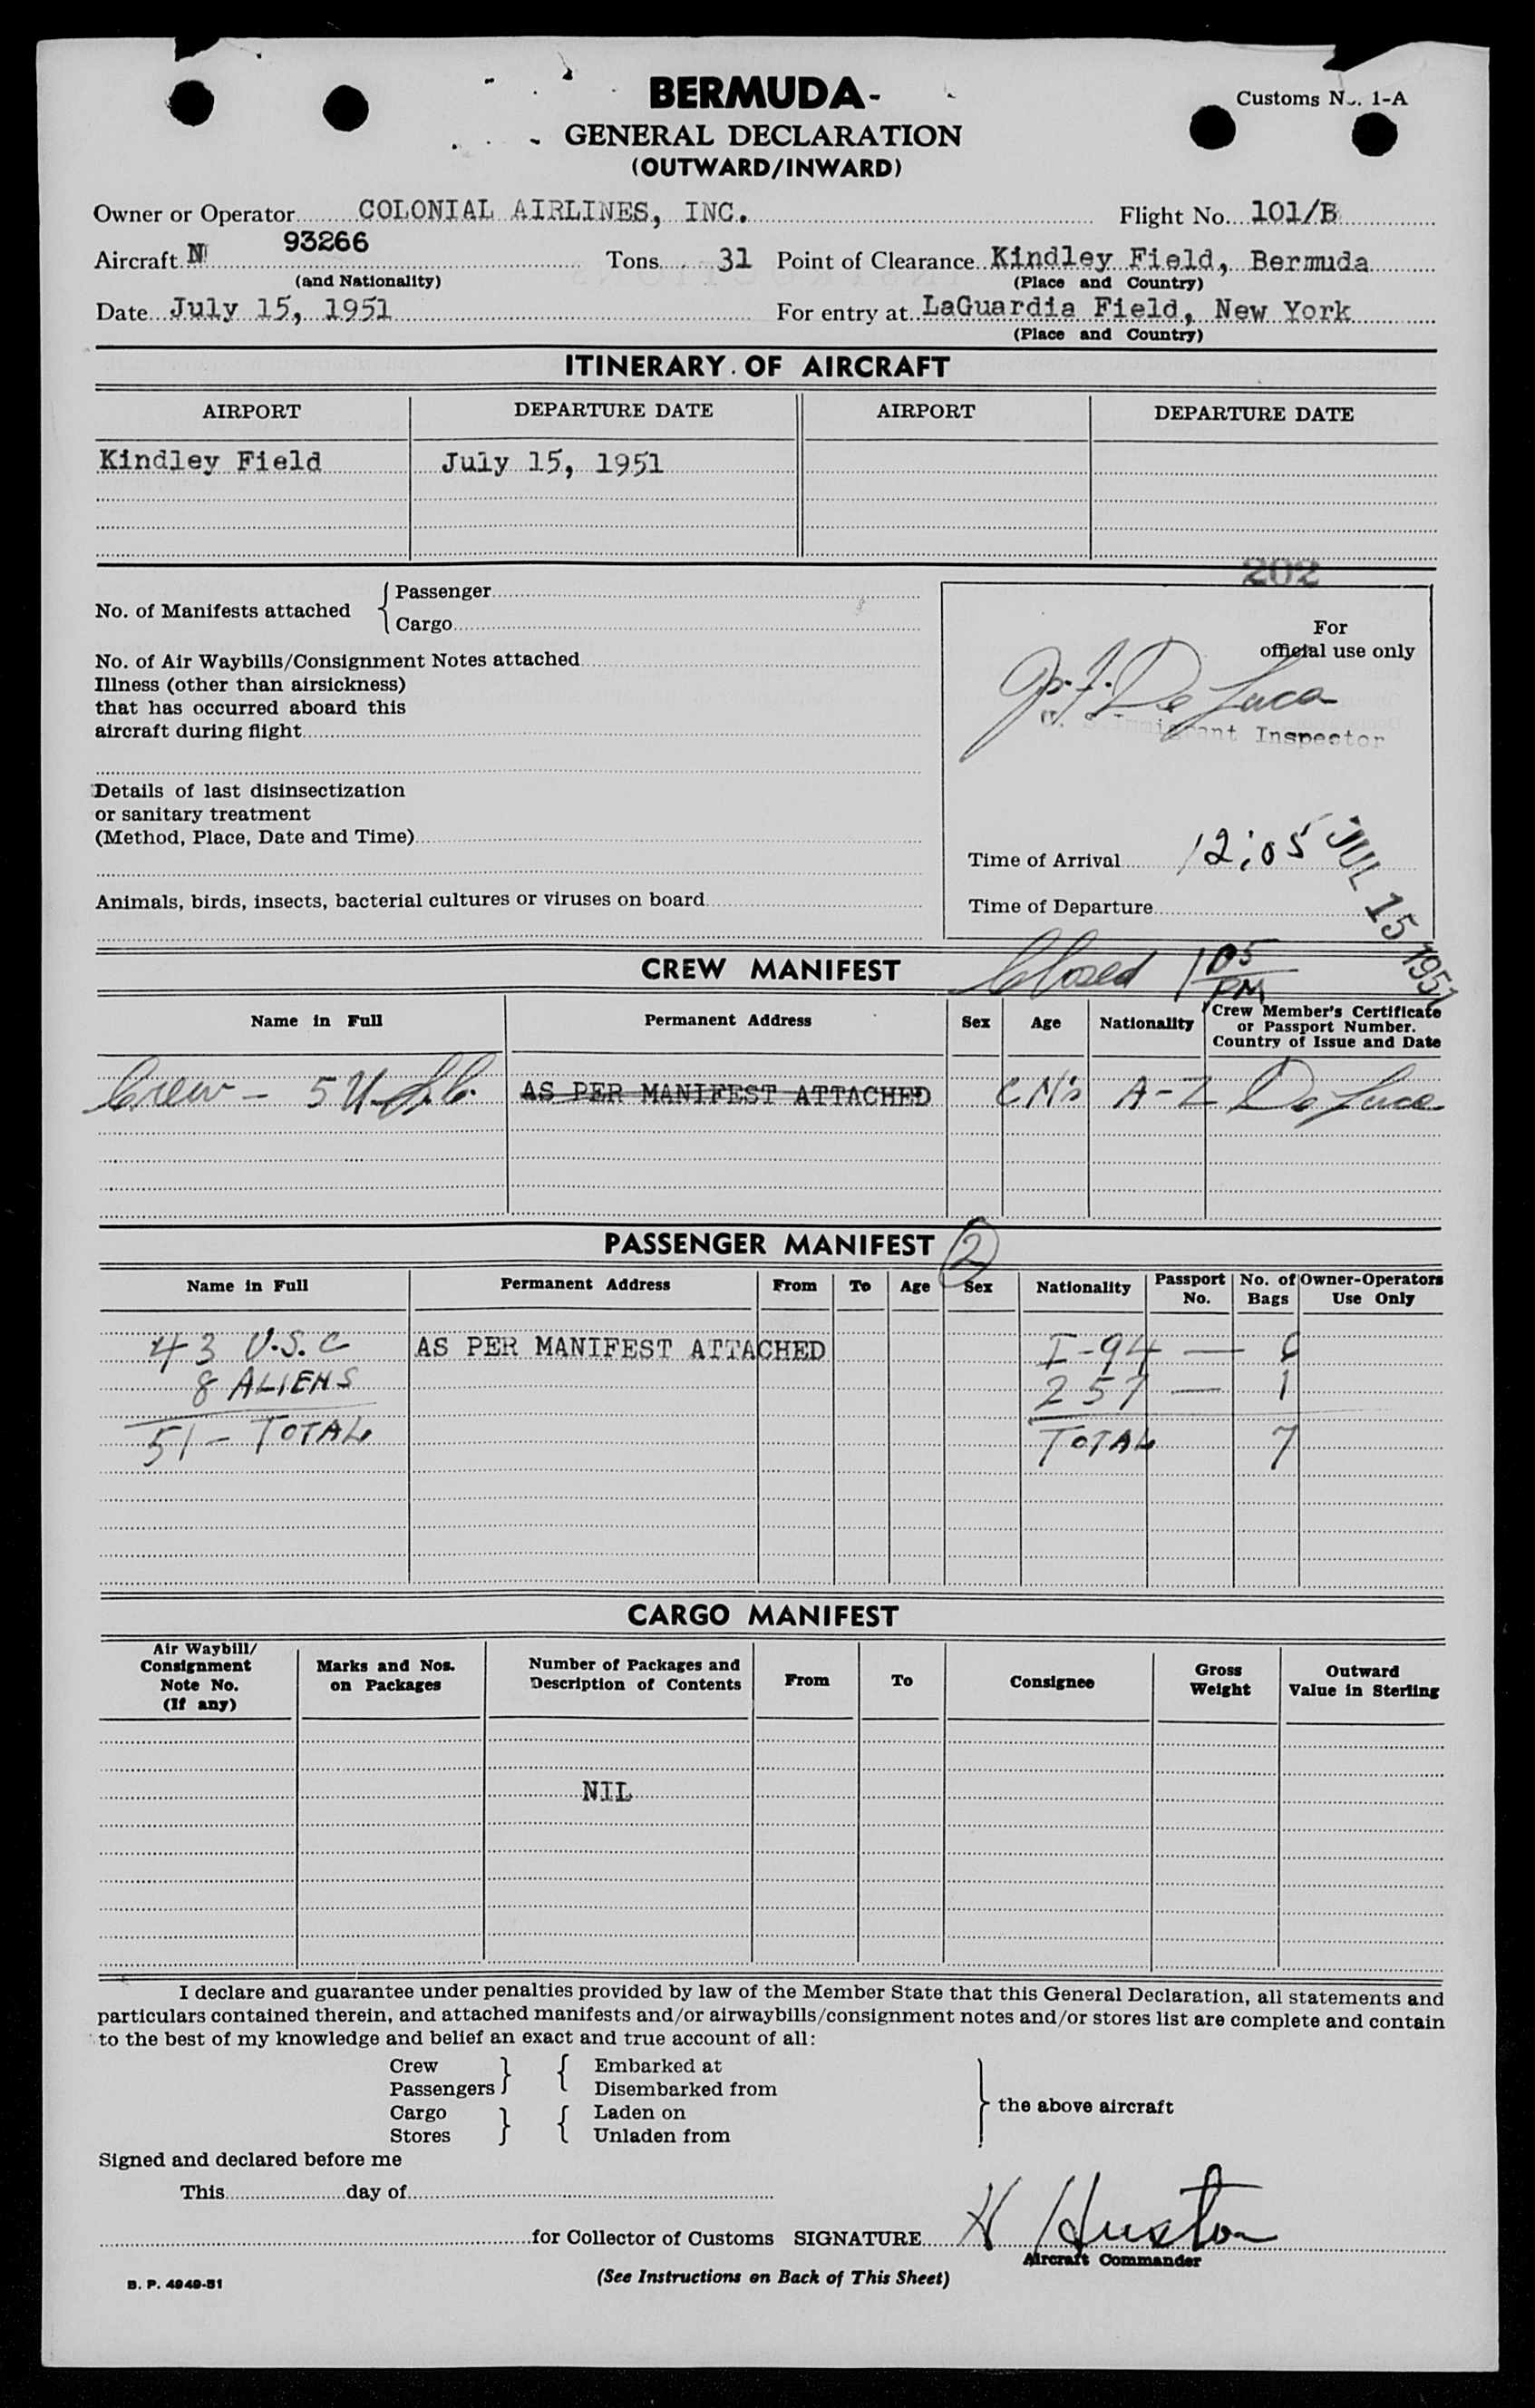 BERMUDA-
Customs No. 1-A
GENERAL DECLARATION
(OUTWARD/INWARD)
Owner or Operator COLONIAL AIRLINES, INC. Flight No. 101/B
Aircraft N 93266 Tons 31 Point of Clearance Kindley Field, Bermuda
(and Nationality) (Place and Country)
Date July 15, 1951 For entry at LaGuardia Field, New York
(Place and Country)
ITINERARY OF AIRCRAFT
AIRPORT DEPARTURE DATE AIRPORT DEPARTURE DATE
Kindley Field July 15, 1951
202
No. of Manifests attached { Passenger
Cargo
For
official use only
No. of Air Waybills/Consignment Notes attached
Illness (other than airsickness)
that has occurred aboard this
aircraft during flight
De Luca
Immigrant Inspector
Details of last disinsectization
or sanitary treatment
(Method, Place, Date and Time)
Time of Arrival 12:05 JUL 15 1951
Animals, birds, insects, bacterial cultures or viruses on board
Time of Departure
CREW MANIFEST Closed 1 05 PM
Name in Full Permanent Address Sex Age Nationality Crew Member's Certificate
or Passport Number.
Country of Issue and Date
Crew - 5 U.S.C. AS PER MANIFEST ATTACHED CN's A-Z De Luca
PASSENGER MANIFEST 2
Name in Full Permanent Address From To Age Sex Nationality Passport No. No. of Bags Owner-Operators Use Only
43 U.S.C AS PER MANIFEST ATTACHED I-94 — 6
8 ALIENS 257 — 1
51 - TOTAL TOTAL 7
CARGO MANIFEST
Air Waybill/
Consignment
Note No.
(If any)
Marks and Nos.
on Packages
Number of Packages and
Description of Contents
From To Consignee
Gross
Weight
Outward
Value in Sterling
NIL
I declare and guarantee under penalties provided by law of the Member State that this General Declaration, all statements and
particulars contained therein, and attached manifests and/or airwaybills/consignment notes and/or stores list are complete and contain
to the best of my knowledge and belief an exact and true account of all:
Crew } { Embarked at
Passengers Disembarked from
Cargo } { Laden on
Stores Unladen from
} the above aircraft
Signed and declared before me
This day of
for Collector of Customs SIGNATURE H Huston
Aircraft Commander
B. P. 4949-51
(See Instructions on Back of This Sheet)